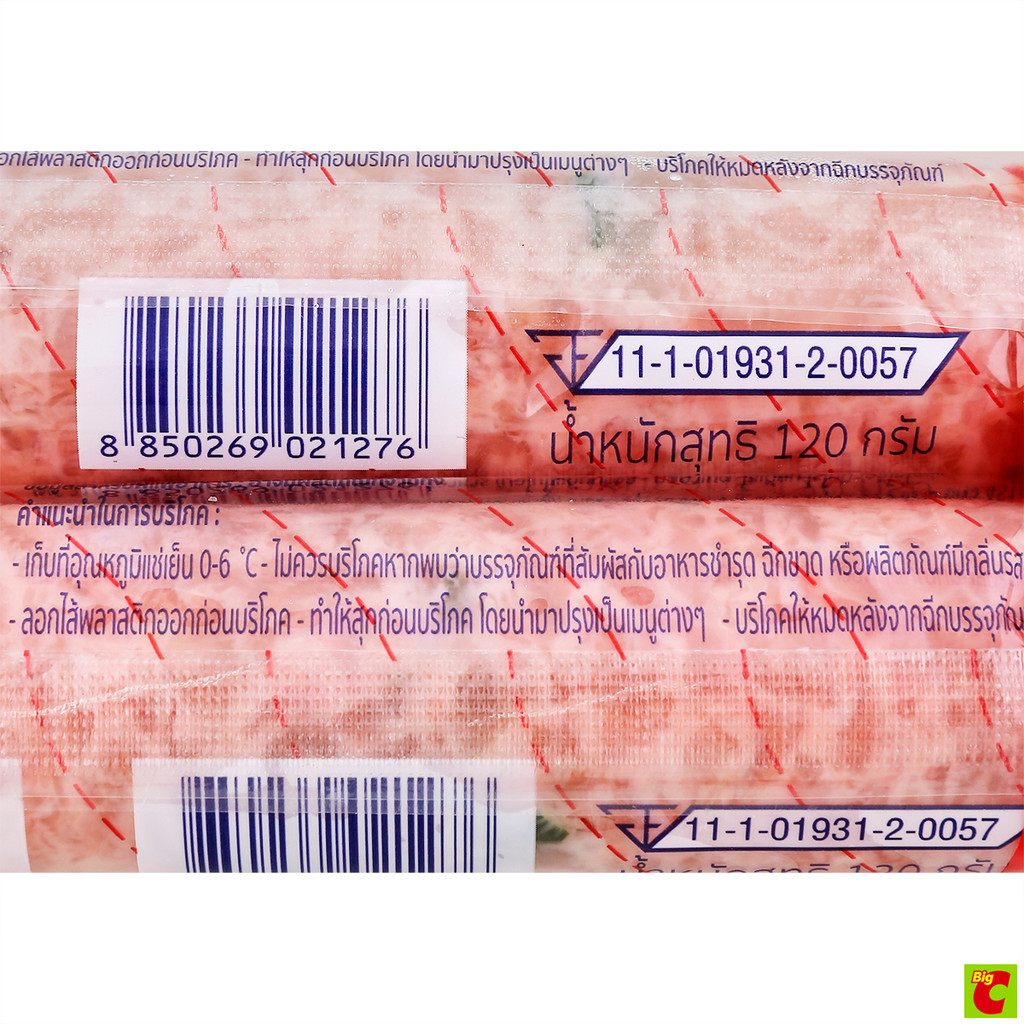 ลอกไส้พลาสติกออกก่อนบริโภค - ทำให้สุกก่อนบริโภค โดยนำมาปรุงเป็นเมนูต่างๆ - บริโภคให้หมดหลังจากฉีกบรรจุภัณฑ์
8 850269 021276
11-1-01931-2-0057
น้ำหนักสุทธิ 120 กรัม
คำแนะนำในการบริโภค :
- เก็บที่อุณหภูมิแช่เย็น 0-6 °C - ไม่ควรบริโภคหากพบว่าบรรจุภัณฑ์ที่สัมผัสกับอาหารชำรุด ฉีกขาด หรือผลิตภัณฑ์มีกลิ่นรส
- ลอกไส้พลาสติกออกก่อนบริโภค - ทำให้สุกก่อนบริโภค โดยนำมาปรุงเป็นเมนูต่างๆ - บริโภคให้หมดหลังจากฉีกบรรจุภัณ
11-1-01931-2-0057
น้ำหนักสุทธิ 120 กรัม
Big C